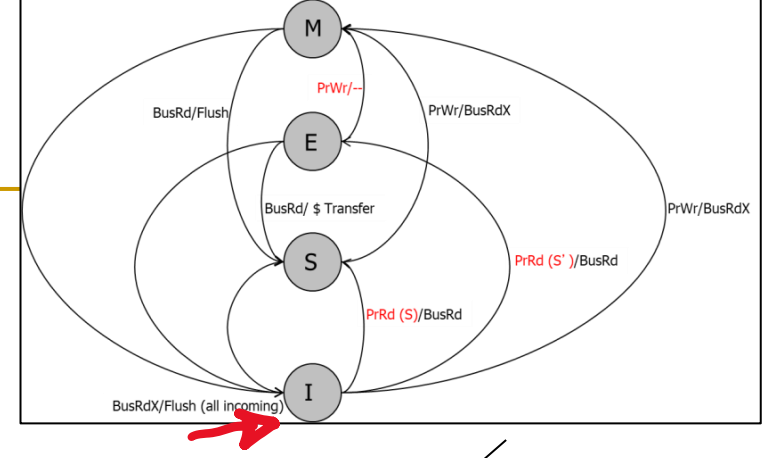 M
PrWr/--
BusRd/Flush
PrWr/BusRdX
E
BusRd/ $ Transfer
PrWr/BusRdX
S
PrRd (S' )/BusRd
PrRd (S)/BusRd
I
BusRdX/Flush (all incoming)